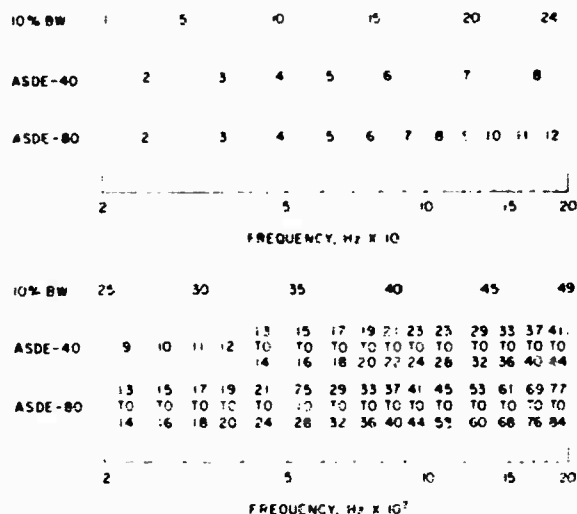 10% BW 1 5 10 15 20 24
ASDE-40 2 3 4 5 6 7 8
ASDE-80 2 3 4 5 6 7 8 10 11 12
2 5 10 15 20
FREQUENCY, Hz X 10
10% BW 25 30 35 40 45 49
13 15 17 19 21 23 23 29 33 37 41
ASDE-40 9 10 11 12 TO TO TO TO TO TO TO TO TO TO TO
14 16 18 20 22 24 28 32 36 40 44
13 15 17 19 21 25 29 33 37 41 45 53 61 69 77
ASDE-80 TO TO TO TO TO TO TO TO TO TO TO TO TO TO TO
14 16 18 20 24 28 32 36 40 44 60 68 76 84
2 5 10 15 20
FREQUENCY, Hz X 10⁷